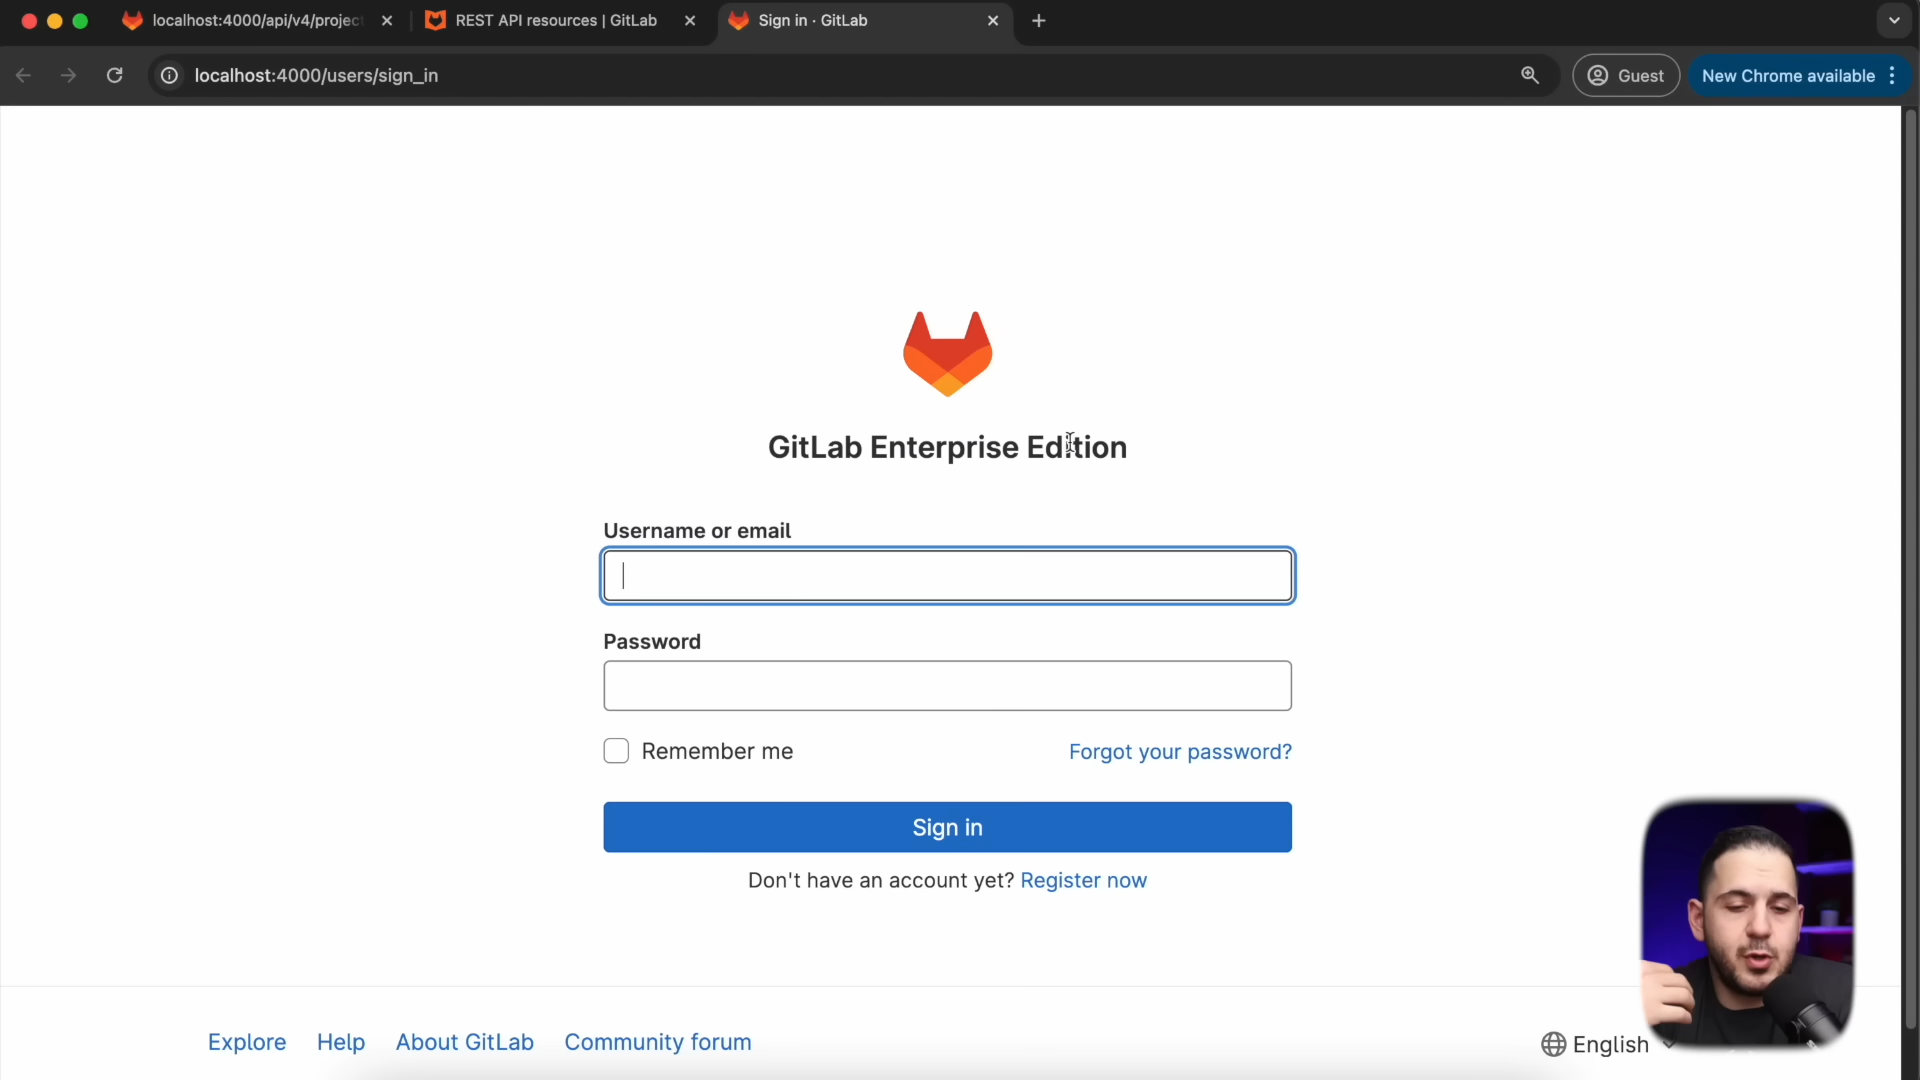 localhost:4000/api/v4/projec
REST API resources | GitLab
Sign in · GitLab
localhost:4000/users/sign_in
Guest
New Chrome available
GitLab Enterprise Edition
Username or email
Password
Remember me
Forgot your password?
Sign in
Don't have an account yet? Register now
Explore
Help
About GitLab
Community forum
English